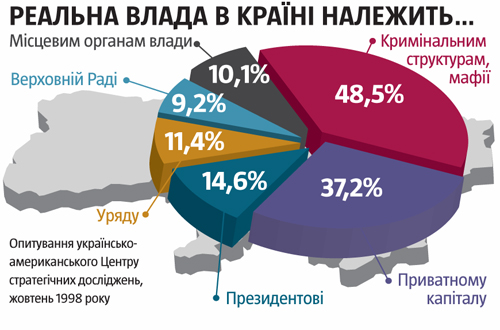 РЕАЛЬНА ВЛАДА В КРАЇНІ НАЛЕЖИТЬ...
Місцевим органам влади
Кримінальним
структурам,
мафії
Верховній Раді
10,1%
48,5%
9,2%
11,4%
14,6%
37,2%
Уряду
Опитування українсько-
американського Центру
стратегічних досліджень,
жовтень 1998 року
Президентові
Приватному
капіталу